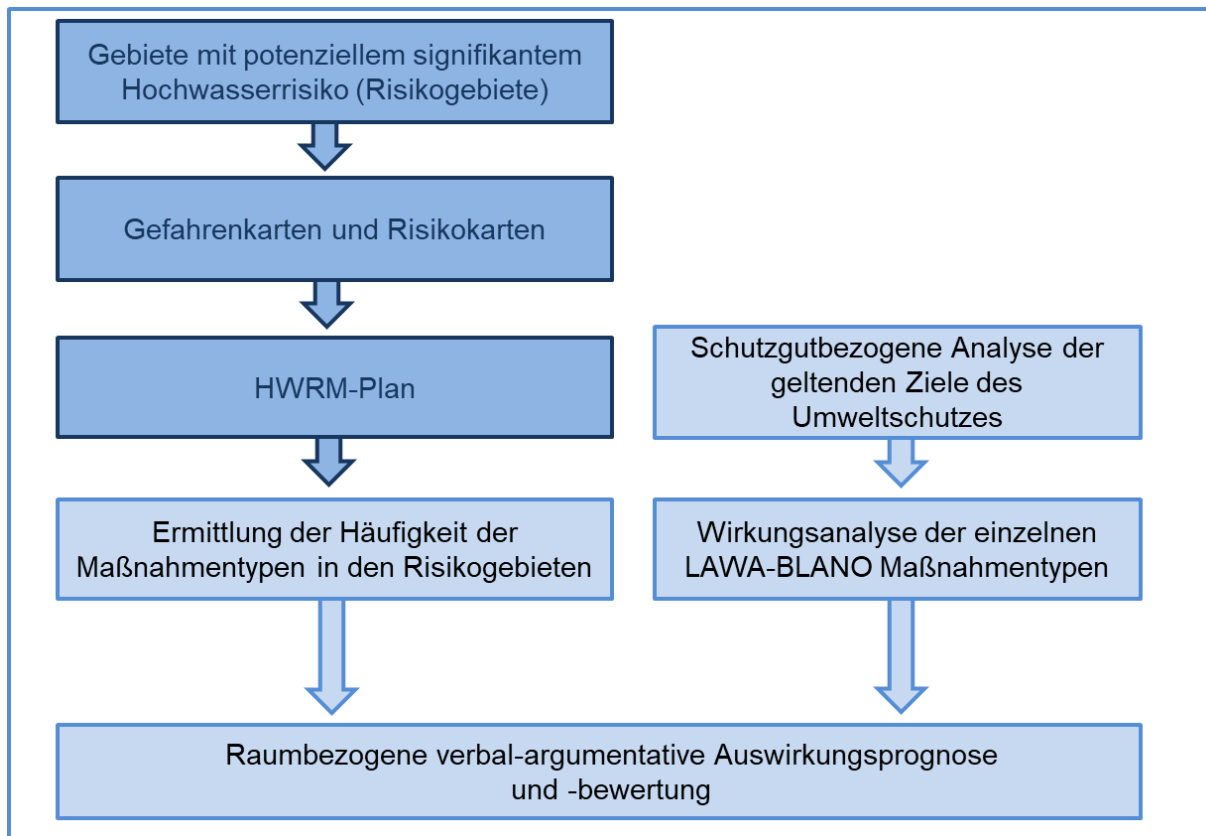 Gebiete mit potenziellem signifikantem
Hochwasserrisiko (Risikogebiete)
Gefahrenkarten und Risikokarten
HWRM-Plan
Schutzgutbezogene Analyse der
geltenden Ziele des
Umweltschutzes
Ermittlung der Häufigkeit der
Maßnahmentypen in den Risikogebieten
Wirkungsanalyse der einzelnen
LAWA-BLANO Maßnahmentypen
Raumbezogene verbal-argumentative Auswirkungsprognose
und -bewertung